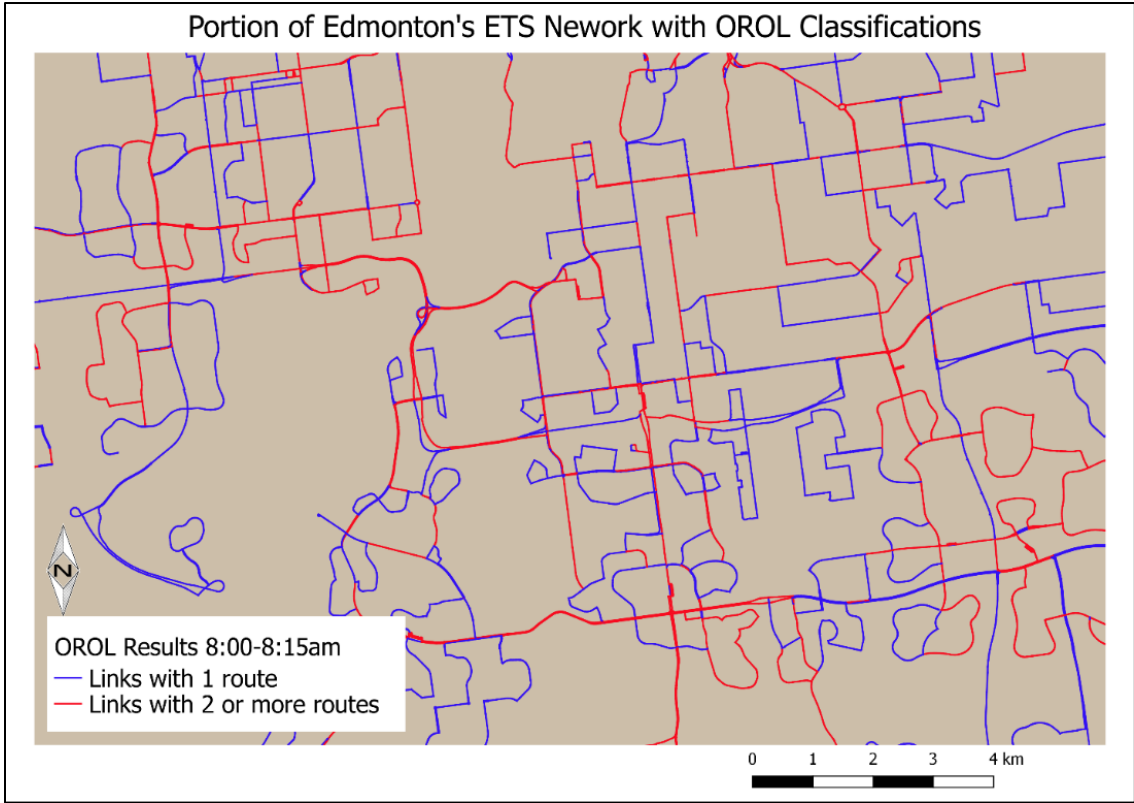 Portion of Edmonton's ETS Nework with OROL Classifications
N
OROL Results 8:00-8:15am
Links with 1 route
Links with 2 or more routes
0 1 2 3 4 km